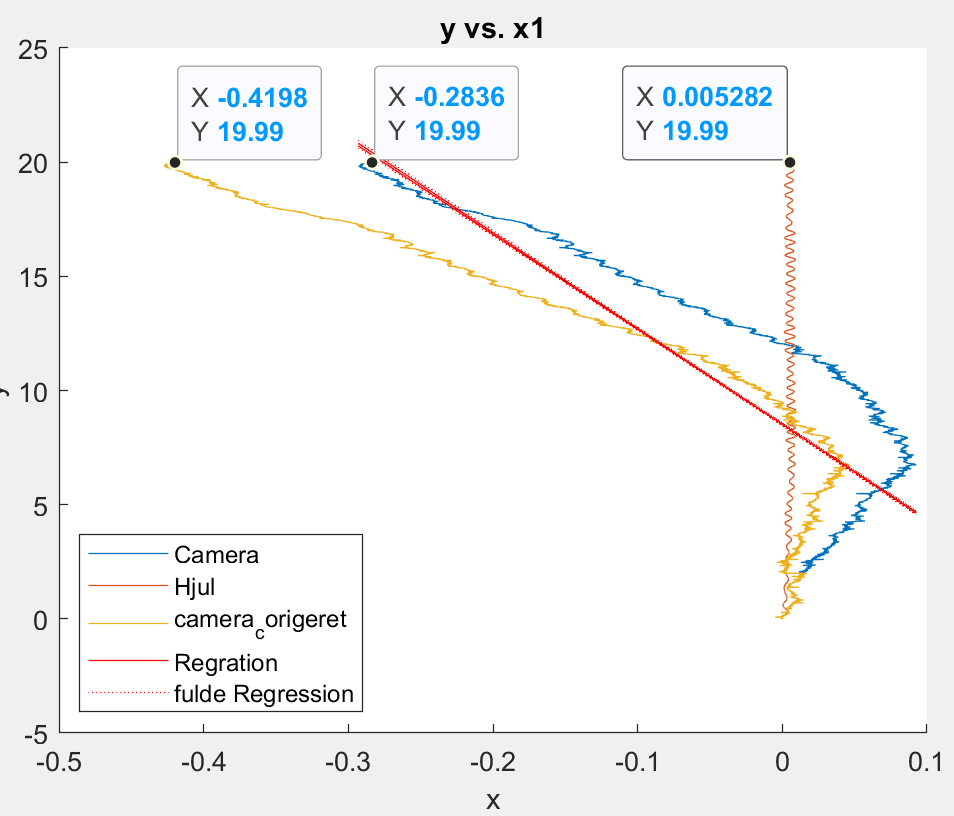 y vs. x1
25
20
15
10
5
0
-5
X -0.4198
Y 19.99
X -0.2836
Y 19.99
X 0.005282
Y 19.99
Camera
Hjul
camera_corigeret
Regration
fulde Regression
-0.5
-0.4
-0.3
-0.2
-0.1
0
0.1
x